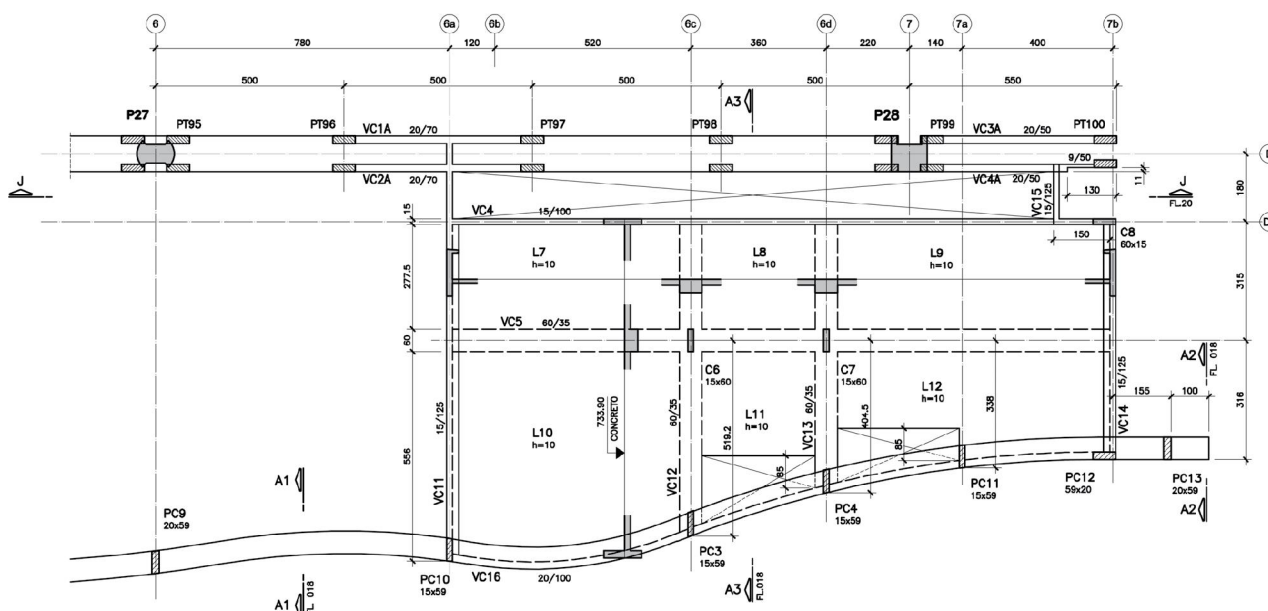 6 6a 6b 6c 6d 7 7a 7b
780 120 520 360 220 140 400
500 500 500 500 550
A3
P27 P28
PT95 PT96 VC1A 20/70 PT97 PT98 PT99 VC3A 20/50 PT100
9/50
VC2A 20/70 VC4A 20/50
11
180
J
J
FL.20
130
VC15
15/125
15
VC4 15/100
150
C8
60x15
L7
h=10
L8
h=10
L9
h=10
277.5
315
VC5 60/35
60
C6
15x60
C7
15x60
A2
FL. 018
15/125
733.90
CONCRETO
60/35
60/35
L12
h=10
338
15/125
155 100
L11
h=10
404.5
316
L10
h=10
519.2
VC13
85
VC14
556
VC11
VC12
85
A1
PC9
20x59
PC11
15x59
PC12
59x20
PC13
20x59
A2
PC4
15x59
PC3
15x59
PC10
15x59
VC16 20/100
A3
FL.018
A1